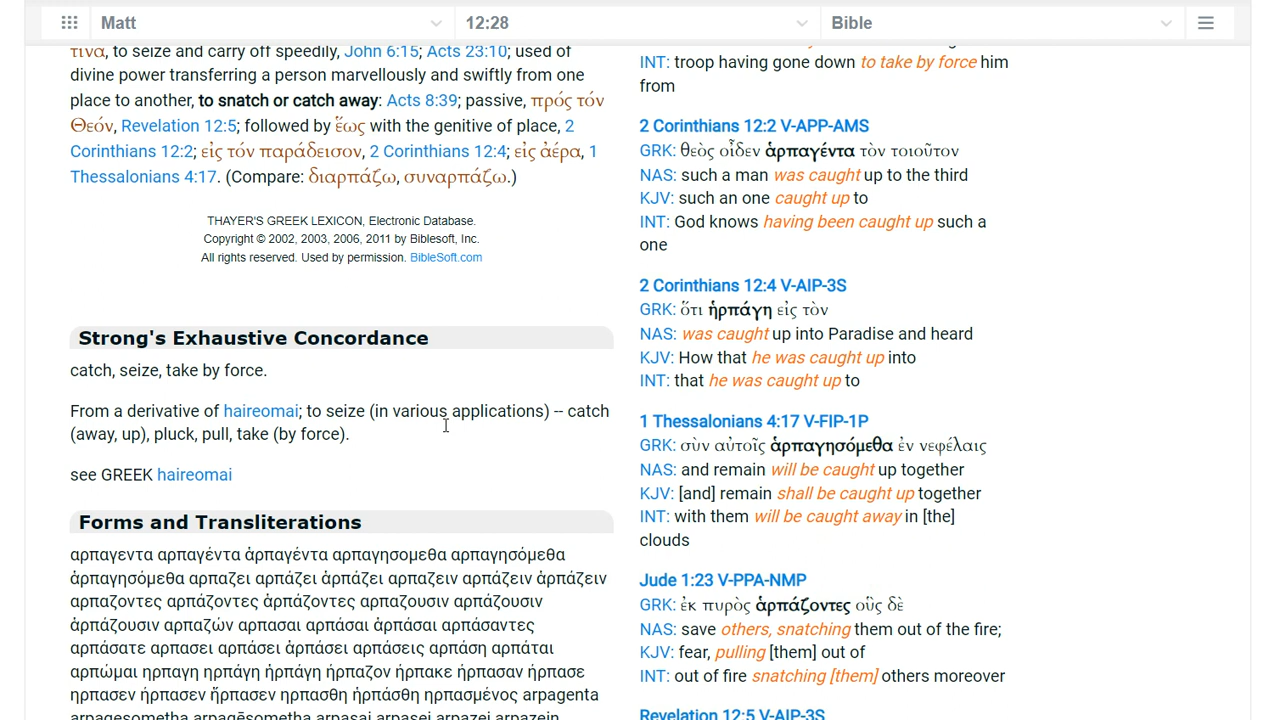 Matt
12:28
Bible
τινα, to seize and carry off speedily, John 6:15; Acts 23:10; used of
divine power transferring a person marvellously and swiftly from one
place to another, to snatch or catch away: Acts 8:39; passive, πρός τόν
Θεόν, Revelation 12:5; followed by ἕως with the genitive of place, 2
Corinthians 12:2; εἰς τόν παράδεισον, 2 Corinthians 12:4; εἰς ἀέρα, 1
Thessalonians 4:17. (Compare: διαρπάζω, συναρπάζω.)
THAYER'S GREEK LEXICON, Electronic Database.
Copyright © 2002, 2003, 2006, 2011 by Biblesoft, Inc.
All rights reserved. Used by permission. BibleSoft.com
Strong's Exhaustive Concordance
catch, seize, take by force.
From a derivative of haireomai; to seize (in various applications) -- catch
(away, up), pluck, pull, take (by force).
see GREEK haireomai
Forms and Transliterations
αρπαγεντα αρπαγέντα ἁρπαγέντα αρπαγησομεθα αρπαγησόμεθα
ἁρπαγησόμεθα αρπαζει αρπάζει ἁρπάζει αρπαζειν αρπάζειν ἁρπάζειν
αρπαζοντες αρπάζοντες ἁρπάζοντες αρπαζουσιν αρπάζουσιν
ἁρπάζουσιν αρπαζών αρπασαι αρπάσαι ἁρπάσαι αρπάσαντες
αρπάσατε αρπασει αρπάσει ἁρπάσει αρπάσεις αρπάση αρπάται
αρπώμαι ηρπαγη ηρπάγη ἡρπάγη ήρπαζον ήρπακε ήρπασαν ήρπασε
ηρπασεν ήρπασεν ἥρπασεν ηρπασθη ἡρπάσθη ηρπασμένος arpagenta
arpagesometha arpagēsometha arpasai arpasei arpazei arpazein
INT: troop having gone down to take by force him
from
2 Corinthians 12:2 V-APP-AMS
GRK: θεὸς οἶδεν ἁρπαγέντα τὸν τοιοῦτον
NAS: such a man was caught up to the third
KJV: such an one caught up to
INT: God knows having been caught up such a
one
2 Corinthians 12:4 V-AIP-3S
GRK: ὅτι ἡρπάγη εἰς τὸν
NAS: was caught up into Paradise and heard
KJV: How that he was caught up into
INT: that he was caught up to
1 Thessalonians 4:17 V-FIP-1P
GRK: σὺν αὐτοῖς ἁρπαγησόμεθα ἐν νεφέλαις
NAS: and remain will be caught up together
KJV: [and] remain shall be caught up together
INT: with them will be caught away in [the]
clouds
Jude 1:23 V-PPA-NMP
GRK: ἐκ πυρὸς ἁρπάζοντες οὓς δὲ
NAS: save others, snatching them out of the fire;
KJV: fear, pulling [them] out of
INT: out of fire snatching [them] others moreover
Revelation 12:5 V-AIP-3S